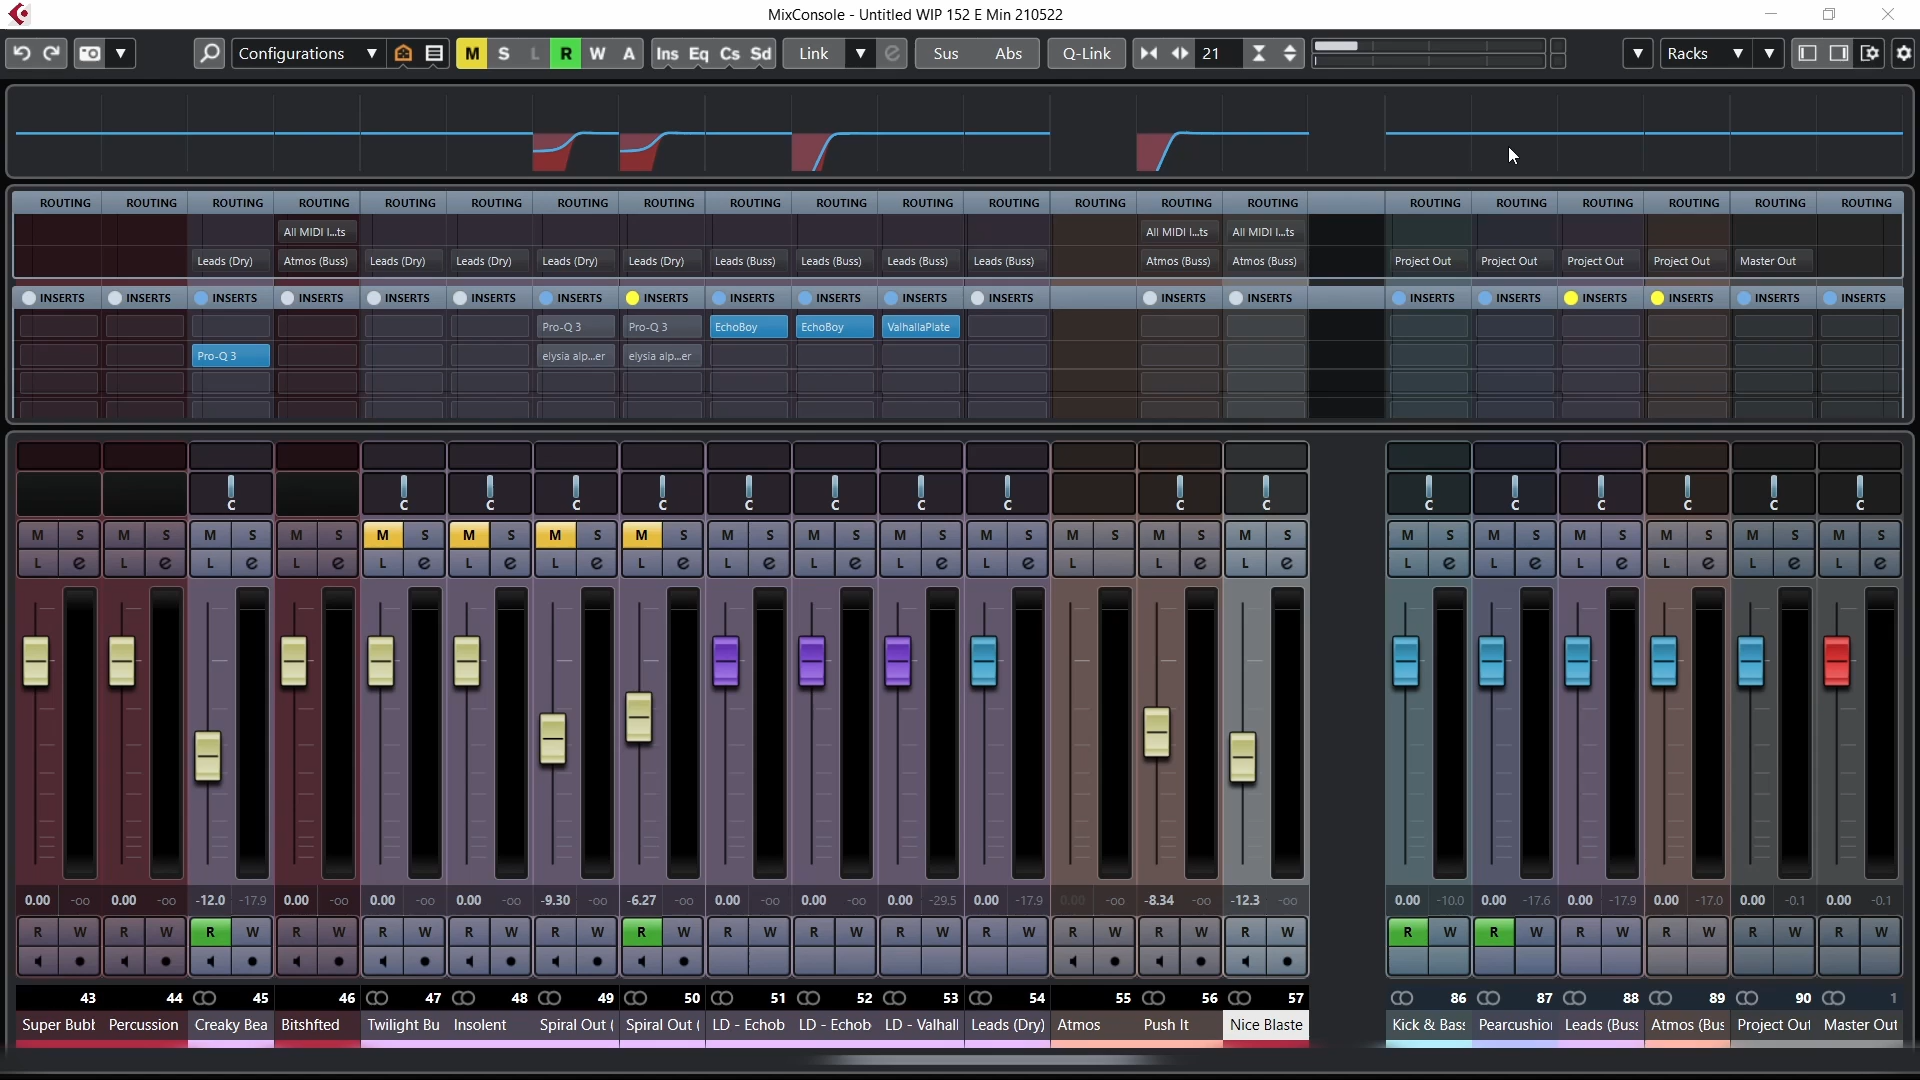 MixConsole - Untitled WIP 152 E Min 210522
Configurations M S L R W A Ins Eq Cs Sd Link Sus Abs Q-Link 21 Racks
ROUTING ROUTING ROUTING ROUTING ROUTING ROUTING ROUTING ROUTING ROUTING ROUTING ROUTING ROUTING ROUTING ROUTING ROUTING ROUTING ROUTING ROUTING ROUTING ROUTING ROUTING
All MIDI I...ts All MIDI I...ts All MIDI I...ts
Leads (Dry) Atmos (Buss) Leads (Dry) Leads (Dry) Leads (Dry) Leads (Dry) Leads (Buss) Leads (Buss) Leads (Buss) Leads (Buss) Atmos (Buss) Atmos (Buss) Project Out Project Out Project Out Project Out Master Out
INSERTS INSERTS INSERTS INSERTS INSERTS INSERTS INSERTS INSERTS INSERTS INSERTS INSERTS INSERTS INSERTS INSERTS INSERTS INSERTS INSERTS INSERTS INSERTS INSERTS
Pro-Q 3 Pro-Q 3 EchoBoy EchoBoy ValhallaPlate
Pro-Q 3 elysia alp...er elysia alp...er
C C C C C C C C C C C C C C C C C
M S M S M S M S M S M S M S M S M S M S M S M S M S M S M S M S M S M S M S M S M S
L e L e L e L e L e L e L e L e L e L e L e L e L L e L e L e L e L e L e L e L e
0.00 -oo 0.00 -oo -12.0 -17.9 0.00 -oo 0.00 -oo 0.00 -oo -9.30 -oo -6.27 -oo 0.00 -oo 0.00 -oo 0.00 -29.5 0.00 -17.9 0.00 -oo -8.34 -oo -12.3 -oo 0.00 -10.0 0.00 -17.6 0.00 -17.9 0.00 -17.0 0.00 -0.1 0.00 -0.1
R W R W R W R W R W R W R W R W R W R W R W R W R W R W R W R W R W R W R W R W R W
43 44 45 46 47 48 49 50 51 52 53 54 55 56 57 86 87 88 89 90 1
Super Bubl Percussion Creaky Bea Bitshfted Twilight Bu Insolent Spiral Out ( Spiral Out ( LD - Echob LD - Echob LD - Valhall Leads (Dry) Atmos Push It Nice Blaste Kick & Bas: Pearcushion Leads (Buss Atmos (Bus Project Out Master Out